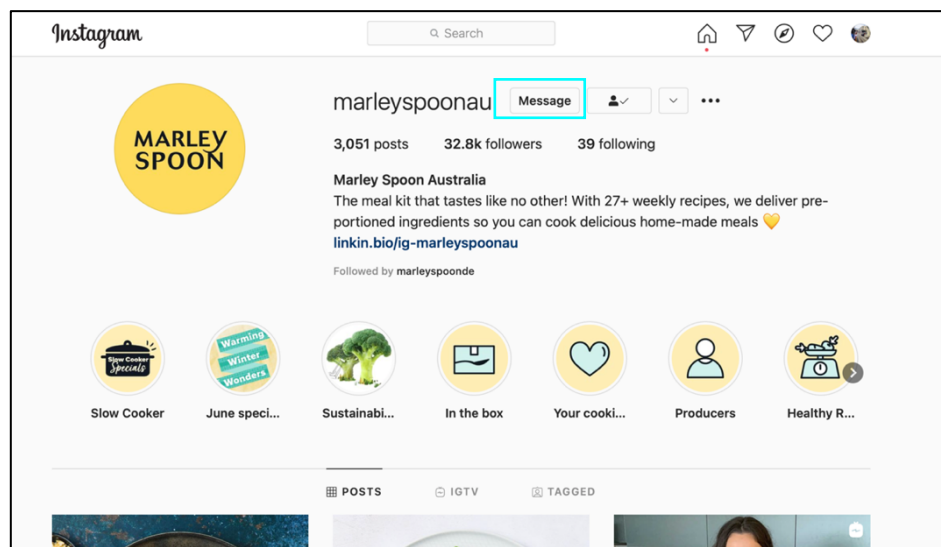 Instagram
Search
MARLEY
SPOON
marleyspoonau Message
3,051 posts 32.8k followers 39 following
Marley Spoon Australia
The meal kit that tastes like no other! With 27+ weekly recipes, we deliver pre-
portioned ingredients so you can cook delicious home-made meals 💛
linkin.bio/ig-marleyspoonau
Followed by marleyspoonde
Slow Cooker
Specials
Warming
Winter
Wonders
Slow Cooker June speci... Sustainabi... In the box Your cooki... Producers Healthy R...
POSTS IGTV TAGGED